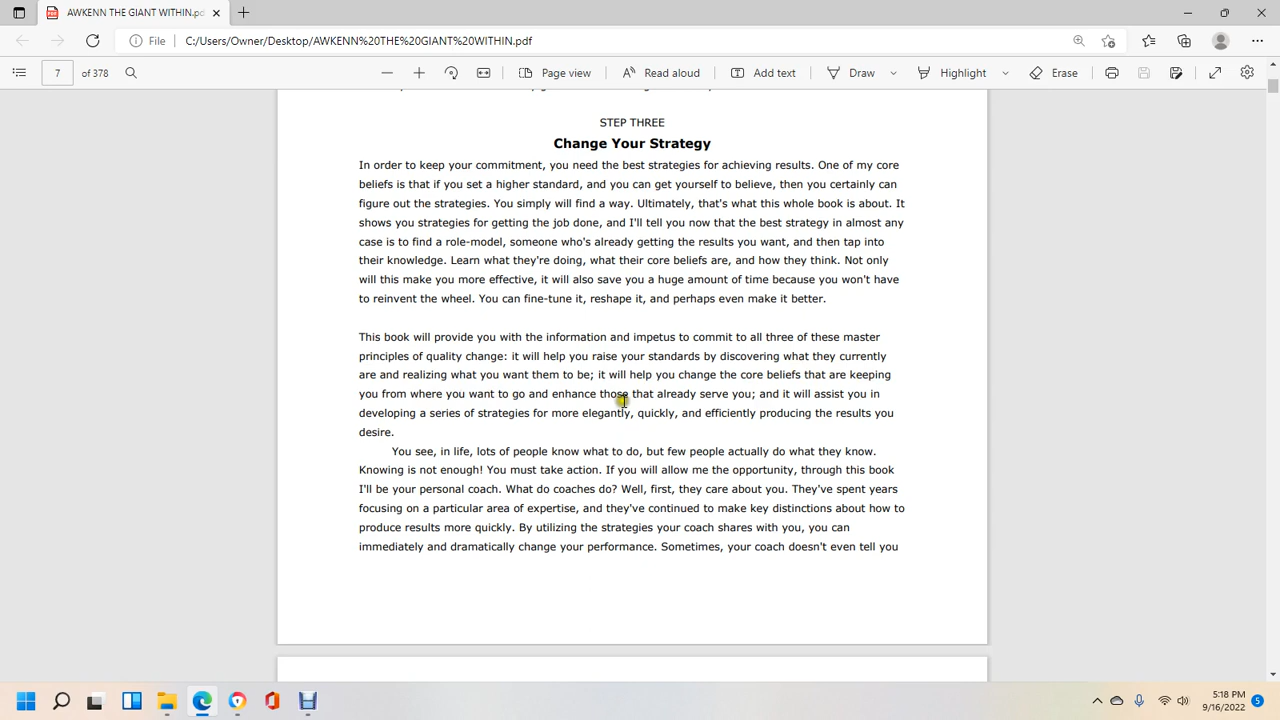 AWKENN THE GIANT WITHIN.pd
File
C:/Users/Owner/Desktop/AWKENN%20THE%20GIANT%20WITHIN.pdf
7
of 378
Page view
Read aloud
Add text
Draw
Highlight
Erase
STEP THREE
Change Your Strategy
In order to keep your commitment, you need the best strategies for achieving results. One of my core
beliefs is that if you set a higher standard, and you can get yourself to believe, then you certainly can
figure out the strategies. You simply will find a way. Ultimately, that's what this whole book is about. It
shows you strategies for getting the job done, and I'll tell you now that the best strategy in almost any
case is to find a role-model, someone who's already getting the results you want, and then tap into
their knowledge. Learn what they're doing, what their core beliefs are, and how they think. Not only
will this make you more effective, it will also save you a huge amount of time because you won't have
to reinvent the wheel. You can fine-tune it, reshape it, and perhaps even make it better.
This book will provide you with the information and impetus to commit to all three of these master
principles of quality change: it will help you raise your standards by discovering what they currently
are and realizing what you want them to be; it will help you change the core beliefs that are keeping
you from where you want to go and enhance those that already serve you; and it will assist you in
developing a series of strategies for more elegantly, quickly, and efficiently producing the results you
desire.
You see, in life, lots of people know what to do, but few people actually do what they know.
Knowing is not enough! You must take action. If you will allow me the opportunity, through this book
I'll be your personal coach. What do coaches do? Well, first, they care about you. They've spent years
focusing on a particular area of expertise, and they've continued to make key distinctions about how to
produce results more quickly. By utilizing the strategies your coach shares with you, you can
immediately and dramatically change your performance. Sometimes, your coach doesn't even tell you
5:18 PM
9/16/2022
5